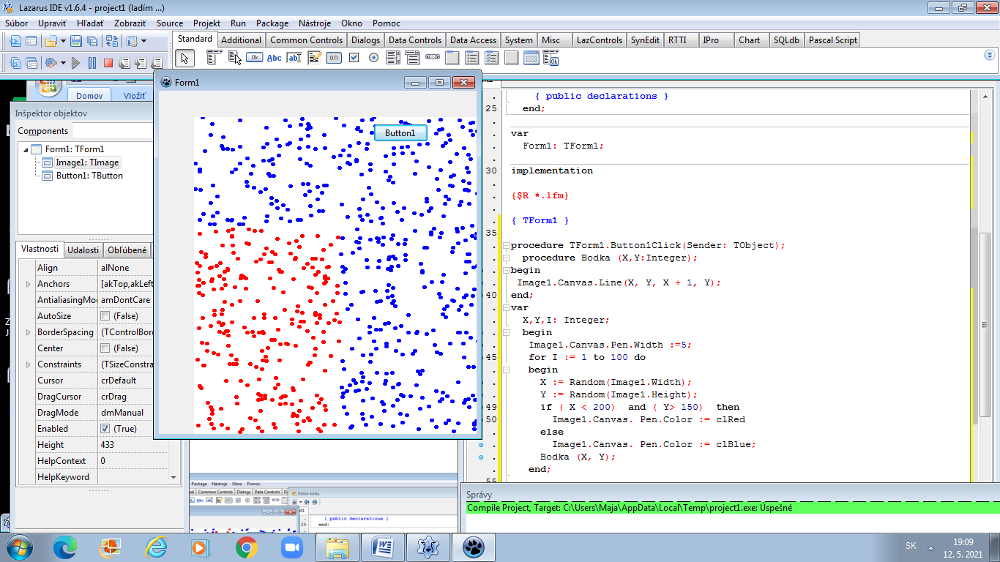 Lazarus IDE v1.6.4 - project1 (ladím ...)
Súbor Upraviť Hľadať Zobraziť Source Projekt Run Package Nástroje Okno Pomoc
Standard Additional Common Controls Dialogs Data Controls Data Access System Misc LazControls SynEdit RTTI IPro Chart SQLdb Pascal Script
Ok Abc abI on Ok
Form1
Domov Vložiť
Inšpektor objektov
Components
Form1: TForm1
Image1: TImage
Button1: TButton
Vlastnosti Udalosti Obľúbené
Align alNone
Anchors [akTop,akLeft
AntialiasingMod amDontCare
AutoSize (False)
BorderSpacing (TControlBor
Center (False)
Constraints (TSizeConstra
Cursor crDefault
DragCursor crDrag
DragMode dmManual
Enabled (True)
Height 433
HelpContext 0
HelpKeyword
Button1
{ public declarations }
25 end;
var
Form1: TForm1;
30 implementation
{$R *.lfm}
{ TForm1 }
35
procedure TForm1.Button1Click(Sender: TObject);
procedure Bodka (X,Y:Integer);
begin
Image1.Canvas.Line(X, Y, X + 1, Y);
40 end;
var
X,Y,I: Integer;
begin
Image1.Canvas.Pen.Width :=5;
45 for I := 1 to 100 do
begin
X := Random(Image1.Width);
Y := Random(Image1.Height);
49 if ( X < 200) and ( Y> 150) then
50 Image1.Canvas. Pen.Color := clRed
else
Image1.Canvas. Pen.Color := clBlue;
Bodka (X, Y);
end;
55
Package Nástroje Okno Pomoc
Common Controls Dialogs Data Controls Data Access
Editor kódu
{ public declarations }
25 end;
Správy
Compile Project, Target: C:\Users\Maja\AppData\Local\Temp\project1.exe: Úspešné
SK
19:09
12. 5. 2021